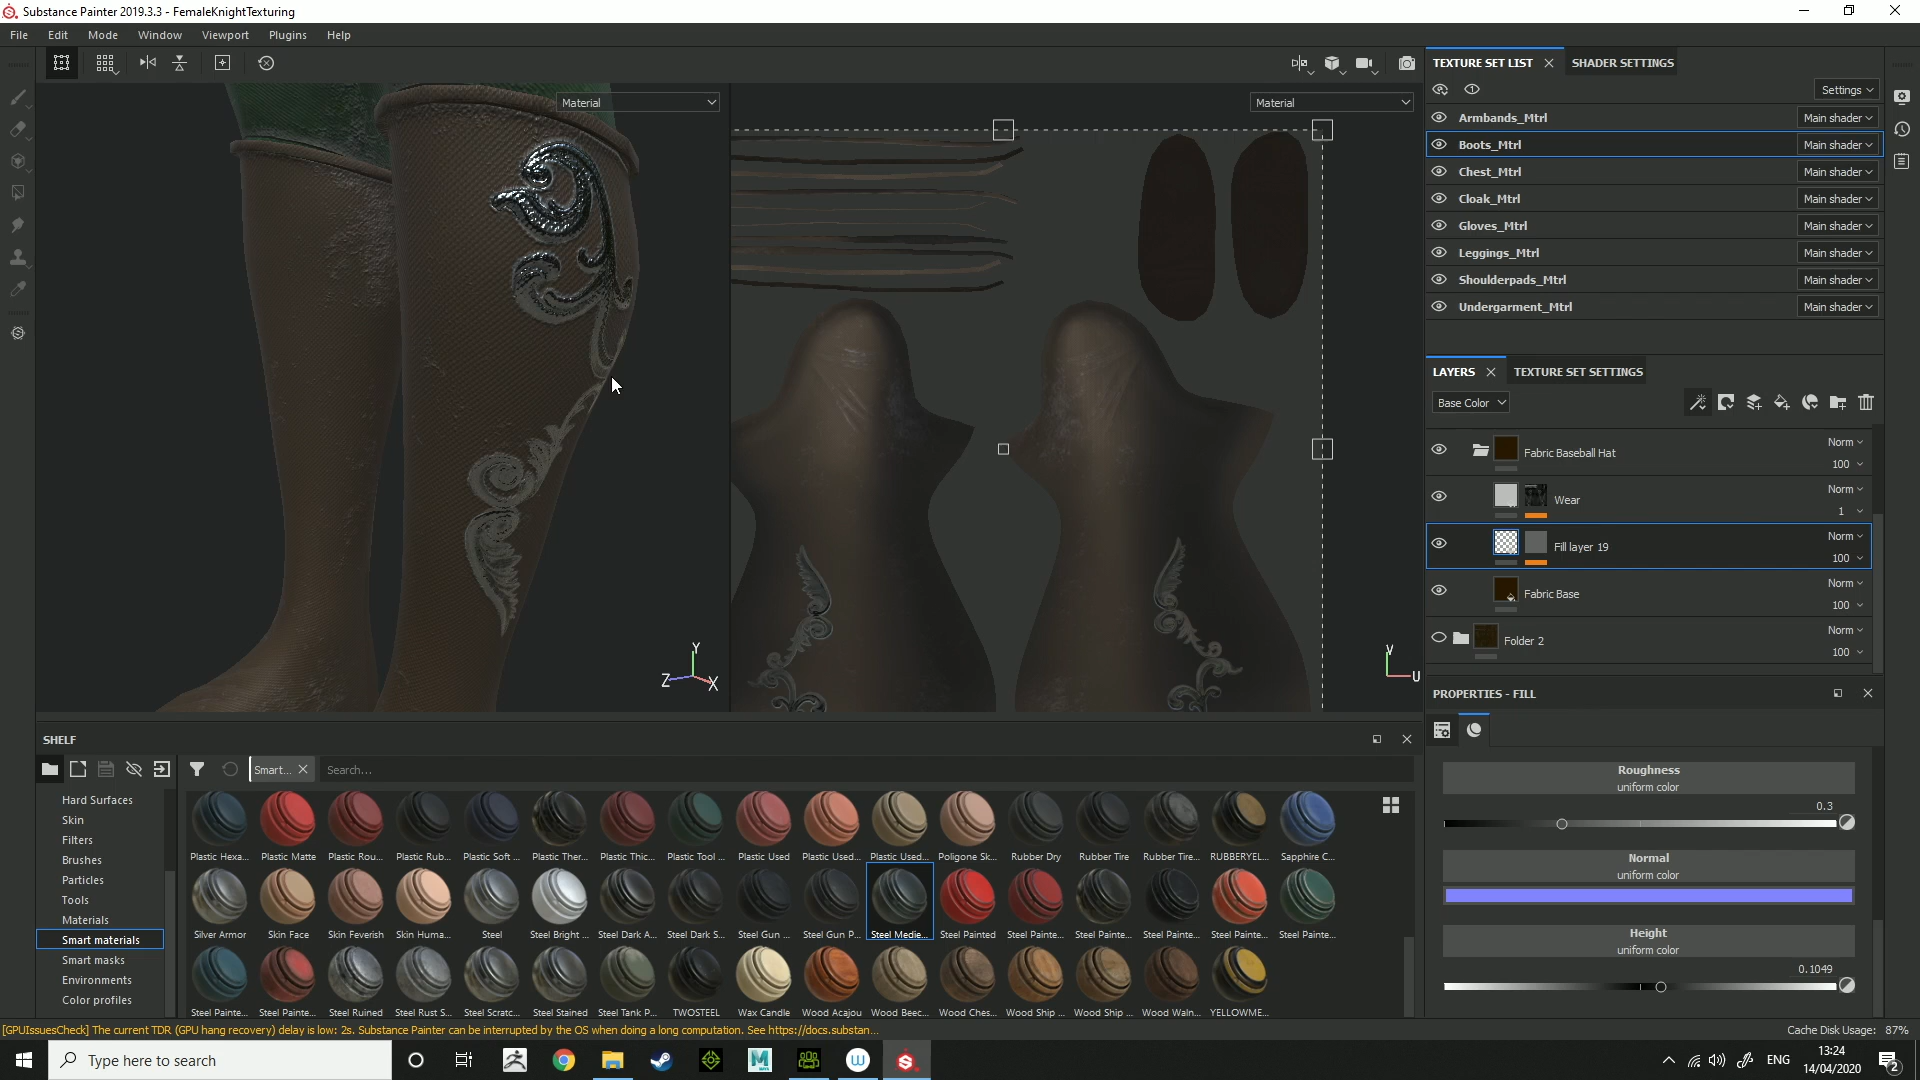 Substance Painter 2019.3.3 - FemaleKnightTexturing
File Edit Mode Window Viewport Plugins Help
Material
Material
Y
Z
X
V
U
TEXTURE SET LIST
SHADER SETTINGS
Settings
Armbands_Mtrl Main shader
Boots_Mtrl Main shader
Chest_Mtrl Main shader
Cloak_Mtrl Main shader
Gloves_Mtrl Main shader
Leggings_Mtrl Main shader
Shoulderpads_Mtrl Main shader
Undergarment_Mtrl Main shader
LAYERS
TEXTURE SET SETTINGS
Base Color
Fabric Baseball Hat Norm 100
Wear Norm 1
Fill layer 19 Norm 100
Fabric Base Norm 100
Folder 2 Norm 100
PROPERTIES - FILL
Roughness
uniform color
0.3
Normal
uniform color
Height
uniform color
0.1049
SHELF
Smart...
Search...
Hard Surfaces
Skin
Filters
Brushes
Particles
Tools
Materials
Smart materials
Smart masks
Environments
Color profiles
Plastic Hexa... Plastic Matte Plastic Rou... Plastic Rub... Plastic Soft ... Plastic Ther... Plastic Thic... Plastic Tool ... Plastic Used Plastic Used... Plastic Used... Poligone Sk... Rubber Dry Rubber Tire Rubber Tire... RUBBERYEL... Sapphire C...
Silver Armor Skin Face Skin Feverish Skin Huma... Steel Steel Bright ... Steel Dark A... Steel Dark S... Steel Gun ... Steel Gun P... Steel Medie... Steel Painted Steel Painte... Steel Painte... Steel Painte... Steel Painte... Steel Painte...
Steel Painte... Steel Painte... Steel Ruined Steel Rust S... Steel Scratc... Steel Stained Steel Tank P... TWOSTEEL Wax Candle Wood Acajou Wood Beec... Wood Ches... Wood Ship ... Wood Ship ... Wood Waln... YELLOWME...
[GPUIssuesCheck] The current TDR (GPU hang recovery) delay is low: 2s. Substance Painter can be interrupted by the OS when doing a long computation. See https://docs.substan...
Cache Disk Usage: 87%
Type here to search
ENG
13:24
14/04/2020
2